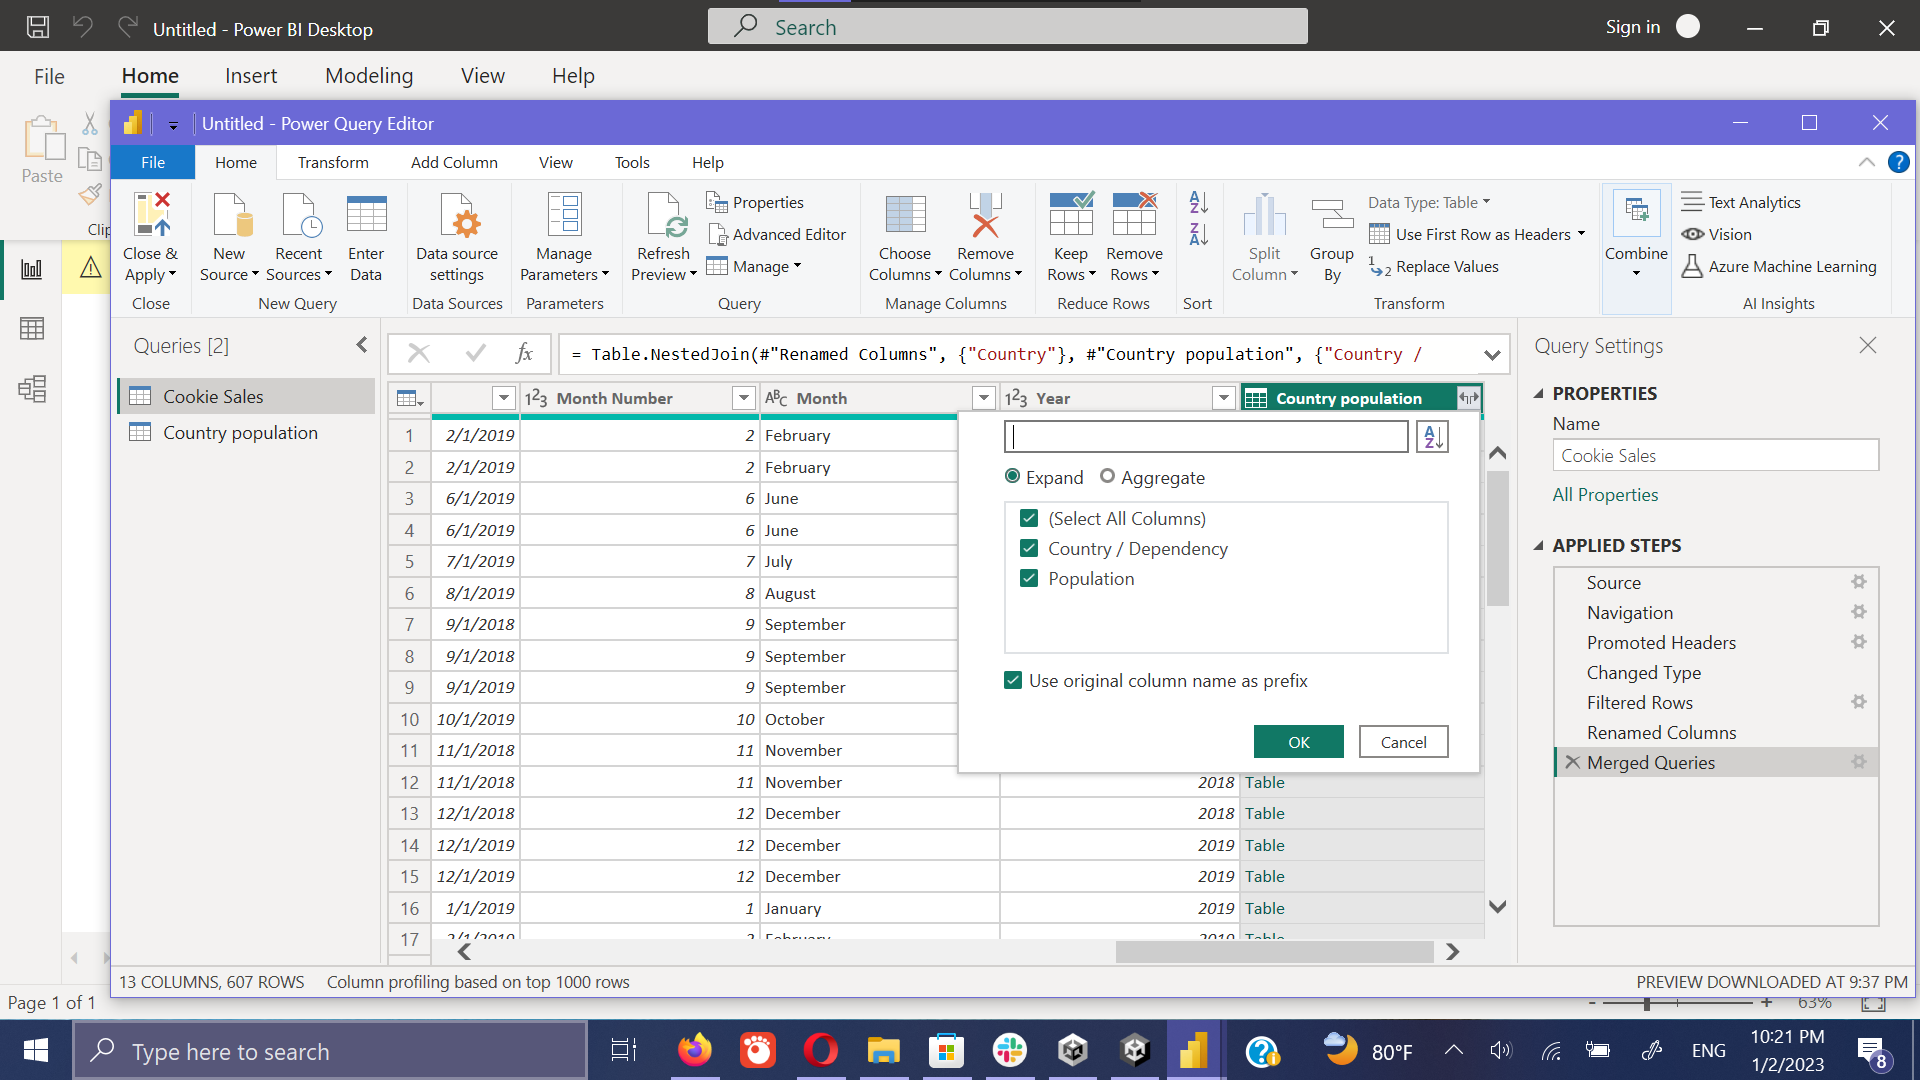 Untitled - Power BI Desktop
Search
Sign in
File Home Insert Modeling View Help
Paste
Clip
Untitled - Power Query Editor
File Home Transform Add Column View Tools Help
Close & Apply
Close
New Source
Recent Sources
Enter Data
New Query
Data source settings
Data Sources
Manage Parameters
Parameters
Refresh Preview
Properties
Advanced Editor
Manage
Query
Choose Columns
Remove Columns
Manage Columns
Keep Rows
Remove Rows
Reduce Rows
Sort
Split Column
Group By
Data Type: Table
Use First Row as Headers
Replace Values
Transform
Combine
Text Analytics
Vision
Azure Machine Learning
AI Insights
Queries [2]
Cookie Sales
Country population
fx
= Table.NestedJoin(#"Renamed Columns", {"Country"}, #"Country population", {"Country /
123 Month Number ABC Month 123 Year Country population
1 2/1/2019 2 February
2 2/1/2019 2 February
3 6/1/2019 6 June
4 6/1/2019 6 June
5 7/1/2019 7 July
6 8/1/2019 8 August
7 9/1/2018 9 September
8 9/1/2018 9 September
9 9/1/2019 9 September
10 10/1/2019 10 October
11 11/1/2018 11 November
12 11/1/2018 11 November 2018 Table
13 12/1/2018 12 December 2018 Table
14 12/1/2019 12 December 2019 Table
15 12/1/2019 12 December 2019 Table
16 1/1/2019 1 January 2019 Table
17 2/1/2019 2 February 2019 Table
Expand Aggregate
(Select All Columns)
Country / Dependency
Population
Use original column name as prefix
OK Cancel
Query Settings
PROPERTIES
Name
Cookie Sales
All Properties
APPLIED STEPS
Source
Navigation
Promoted Headers
Changed Type
Filtered Rows
Renamed Columns
Merged Queries
13 COLUMNS, 607 ROWS Column profiling based on top 1000 rows
PREVIEW DOWNLOADED AT 9:37 PM
Page 1 of 1
- + 63%
Type here to search
80°F
ENG
10:21 PM
1/2/2023
8